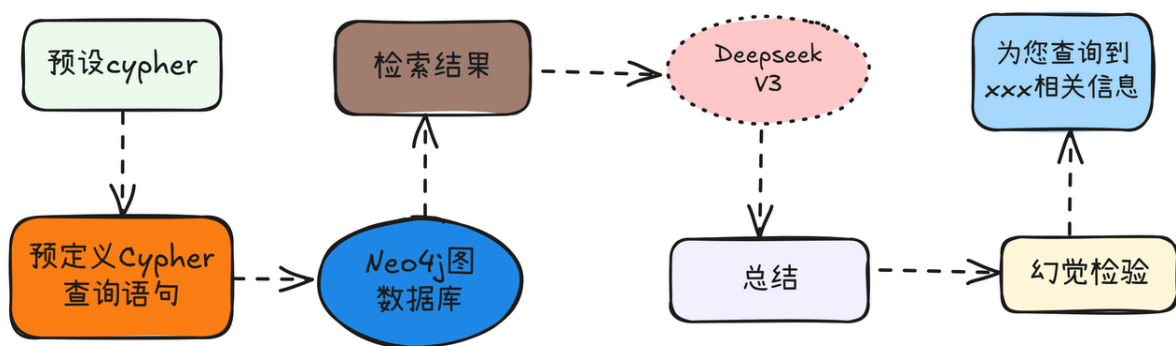 预设cypher
预定义Cypher
查询语句
Neo4j图
数据库
检索结果
Deepseek
V3
总结
幻觉检验
为您查询到
xxx相关信息